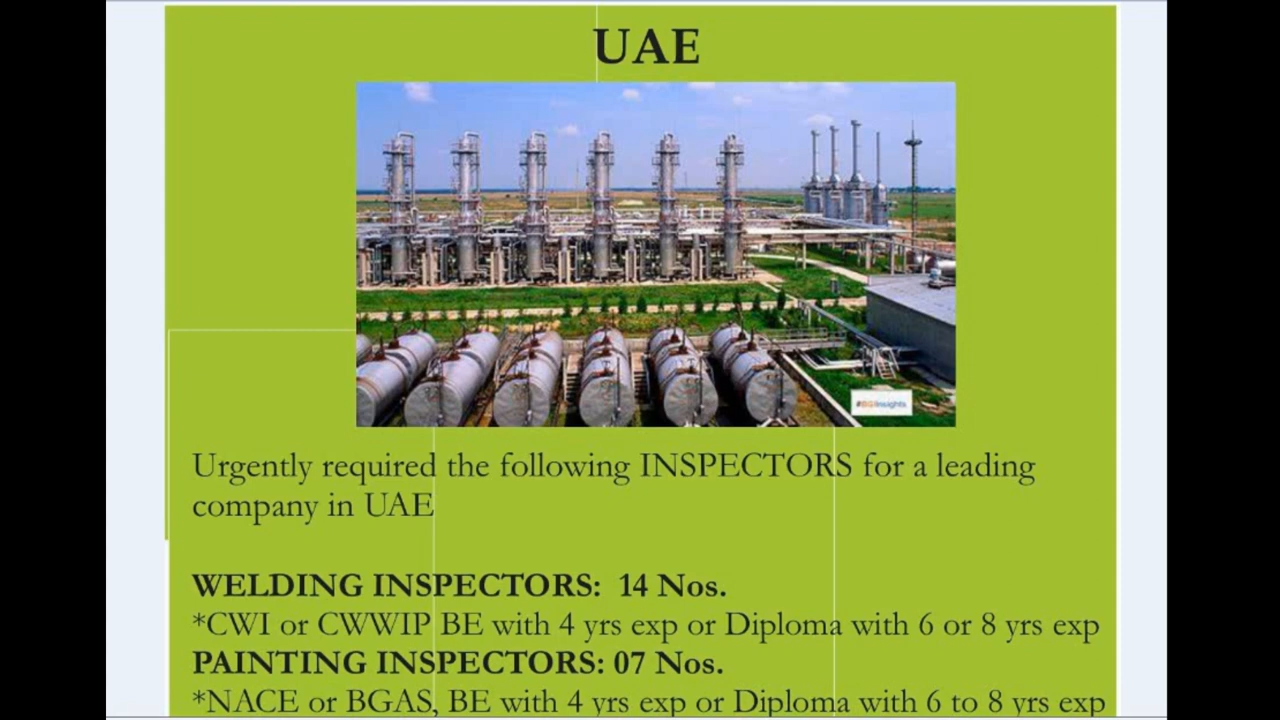 UAE
#BGInsights
Urgently required the following INSPECTORS for a leading
company in UAE
WELDING INSPECTORS: 14 Nos.
*CWI or CWWIP BE with 4 yrs exp or Diploma with 6 or 8 yrs exp
PAINTING INSPECTORS: 07 Nos.
*NACE or BGAS, BE with 4 yrs exp or Diploma with 6 to 8 yrs exp